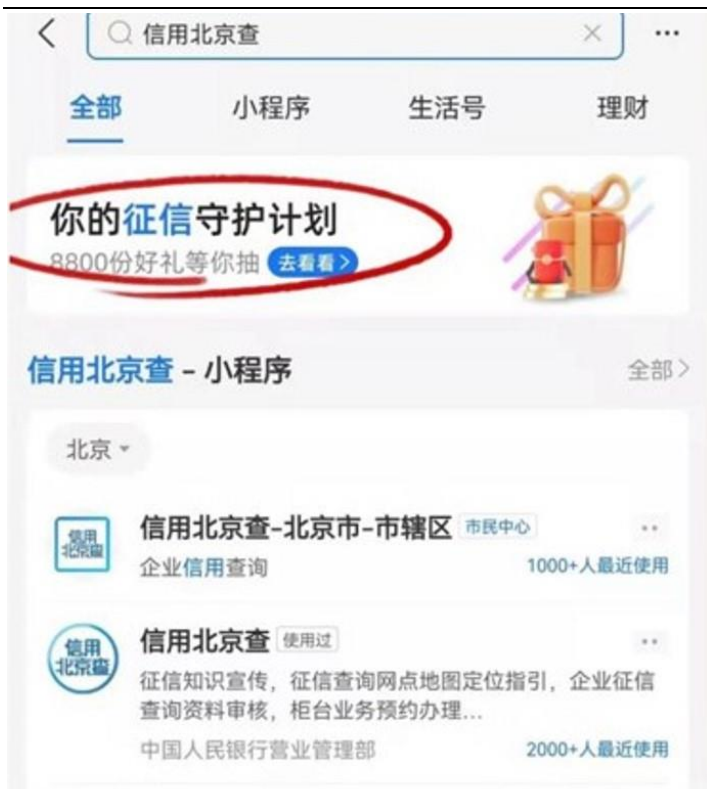 信用北京查
全部 小程序 生活号 理财
你的征信守护计划
8800份好礼等你抽 去看看>
信用北京查 - 小程序 全部>
北京
信用北京查
信用北京查-北京市-市辖区 市民中心
企业信用查询 1000+人最近使用
信用北京查
信用北京查 使用过
征信知识宣传，征信查询网点地图定位指引，企业征信
查询资料审核，柜台业务预约办理...
中国人民银行营业管理部 2000+人最近使用